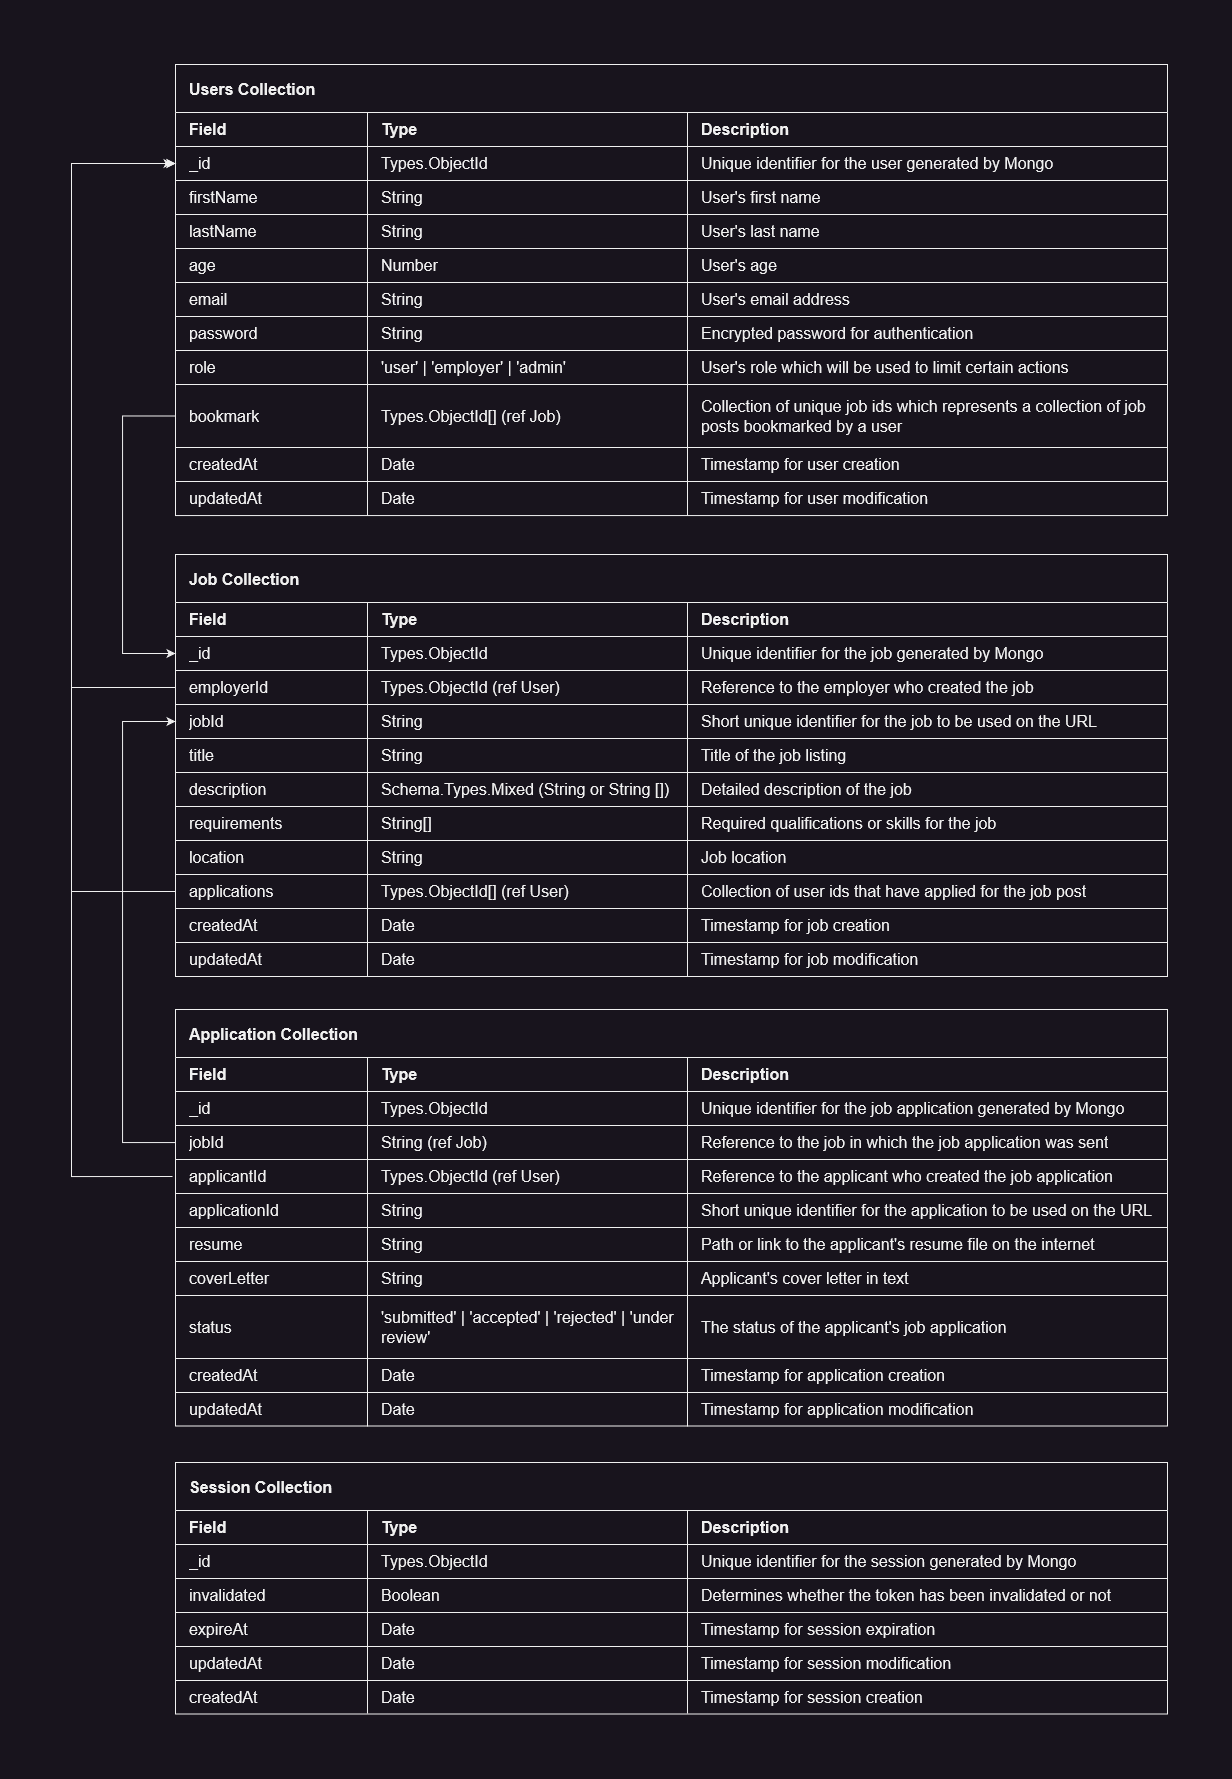 Users Collection
Field Type Description
_id Types.ObjectId Unique identifier for the user generated by Mongo
firstName String User's first name
lastName String User's last name
age Number User's age
email String User's email address
password String Encrypted password for authentication
role 'user' | 'employer' | 'admin' User's role which will be used to limit certain actions
bookmark Types.ObjectId[] (ref Job) Collection of unique job ids which represents a collection of job
posts bookmarked by a user
createdAt Date Timestamp for user creation
updatedAt Date Timestamp for user modification
Job Collection
Field Type Description
_id Types.ObjectId Unique identifier for the job generated by Mongo
employerId Types.ObjectId (ref User) Reference to the employer who created the job
jobId String Short unique identifier for the job to be used on the URL
title String Title of the job listing
description Schema.Types.Mixed (String or String []) Detailed description of the job
requirements String[] Required qualifications or skills for the job
location String Job location
applications Types.ObjectId[] (ref User) Collection of user ids that have applied for the job post
createdAt Date Timestamp for job creation
updatedAt Date Timestamp for job modification
Application Collection
Field Type Description
_id Types.ObjectId Unique identifier for the job application generated by Mongo
jobId String (ref Job) Reference to the job in which the job application was sent
applicantId Types.ObjectId (ref User) Reference to the applicant who created the job application
applicationId String Short unique identifier for the application to be used on the URL
resume String Path or link to the applicant's resume file on the internet
coverLetter String Applicant's cover letter in text
status 'submitted' | 'accepted' | 'rejected' | 'under
review' The status of the applicant's job application
createdAt Date Timestamp for application creation
updatedAt Date Timestamp for application modification
Session Collection
Field Type Description
_id Types.ObjectId Unique identifier for the session generated by Mongo
invalidated Boolean Determines whether the token has been invalidated or not
expireAt Date Timestamp for session expiration
updatedAt Date Timestamp for session modification
createdAt Date Timestamp for session creation